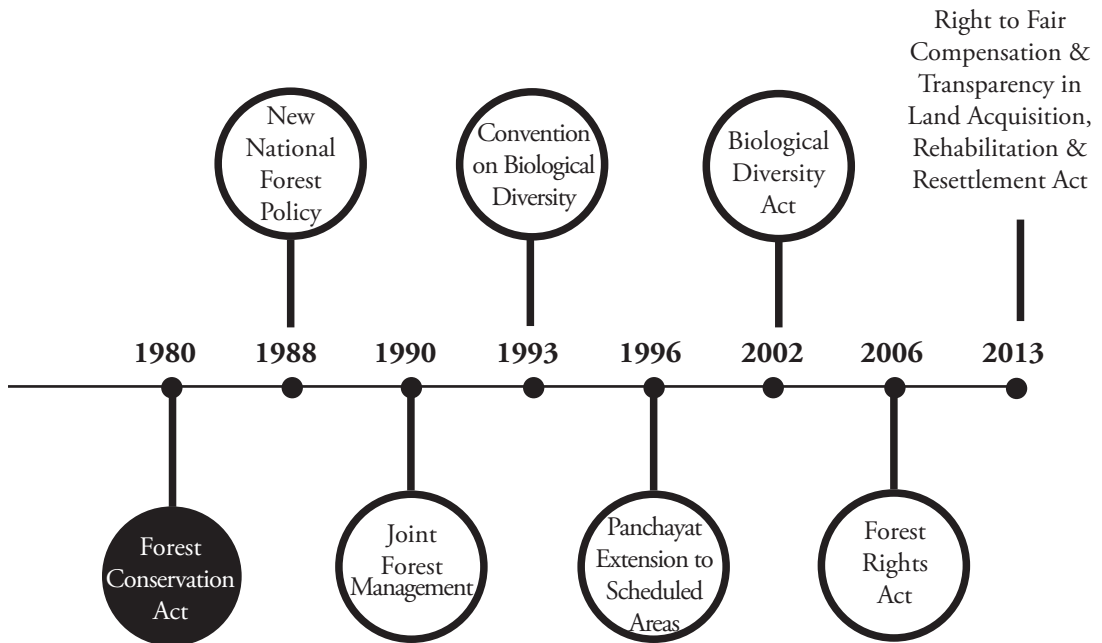 Right to Fair
Compensation &
Transparency in
Land Acquisition,
Rehabilitation &
Resettlement Act
New
National
Forest
Policy
Convention
on Biological
Diversity
Biological
Diversity
Act
1980 1988 1990 1993 1996 2002 2006 2013
Forest
Conservation
Act
Joint
Forest
Management
Panchayat
Extension to
Scheduled
Areas
Forest
Rights
Act